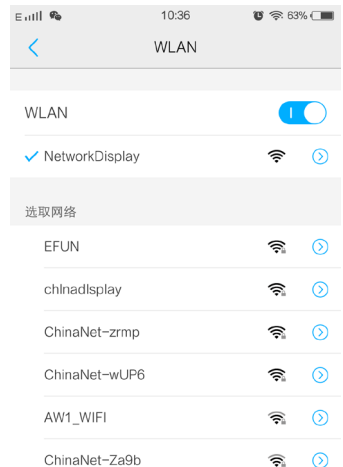 E 10:36 63%
WLAN
WLAN
NetworkDisplay
选取网络
EFUN
chInadIsplay
ChinaNet-zrmp
ChinaNet-wUP6
AW1_WIFI
ChinaNet-Za9b